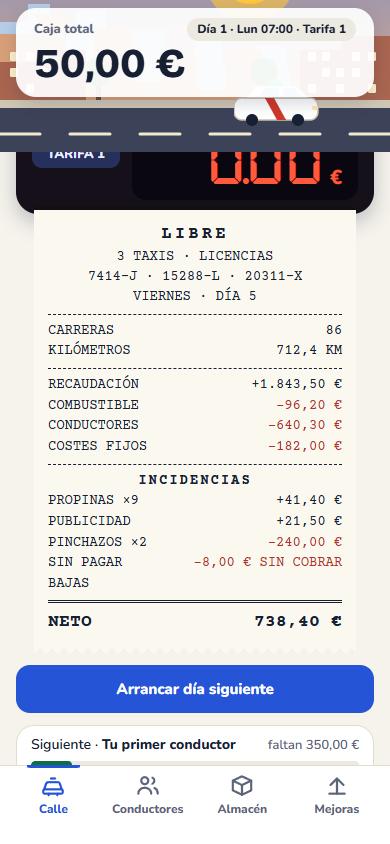 Caja total
Día 1 · Lun 07:00 · Tarifa 1
50,00 €
TARIFA 1
0.00 €
LIBRE
3 TAXIS · LICENCIAS
7414-J · 15288-L · 20311-X
VIERNES · DÍA 5
CARRERAS 86
KILÓMETROS 712,4 KM
RECAUDACIÓN +1.843,50 €
COMBUSTIBLE -96,20 €
CONDUCTORES -640,30 €
COSTES FIJOS -182,00 €
INCIDENCIAS
PROPINAS ×9 +41,40 €
PUBLICIDAD +21,50 €
PINCHAZOS ×2 -240,00 €
SIN PAGAR -8,00 € SIN COBRAR
BAJAS
NETO 738,40 €
Arrancar día siguiente
Siguiente · Tu primer conductor faltan 350,00 €
Calle Conductores Almacén Mejoras